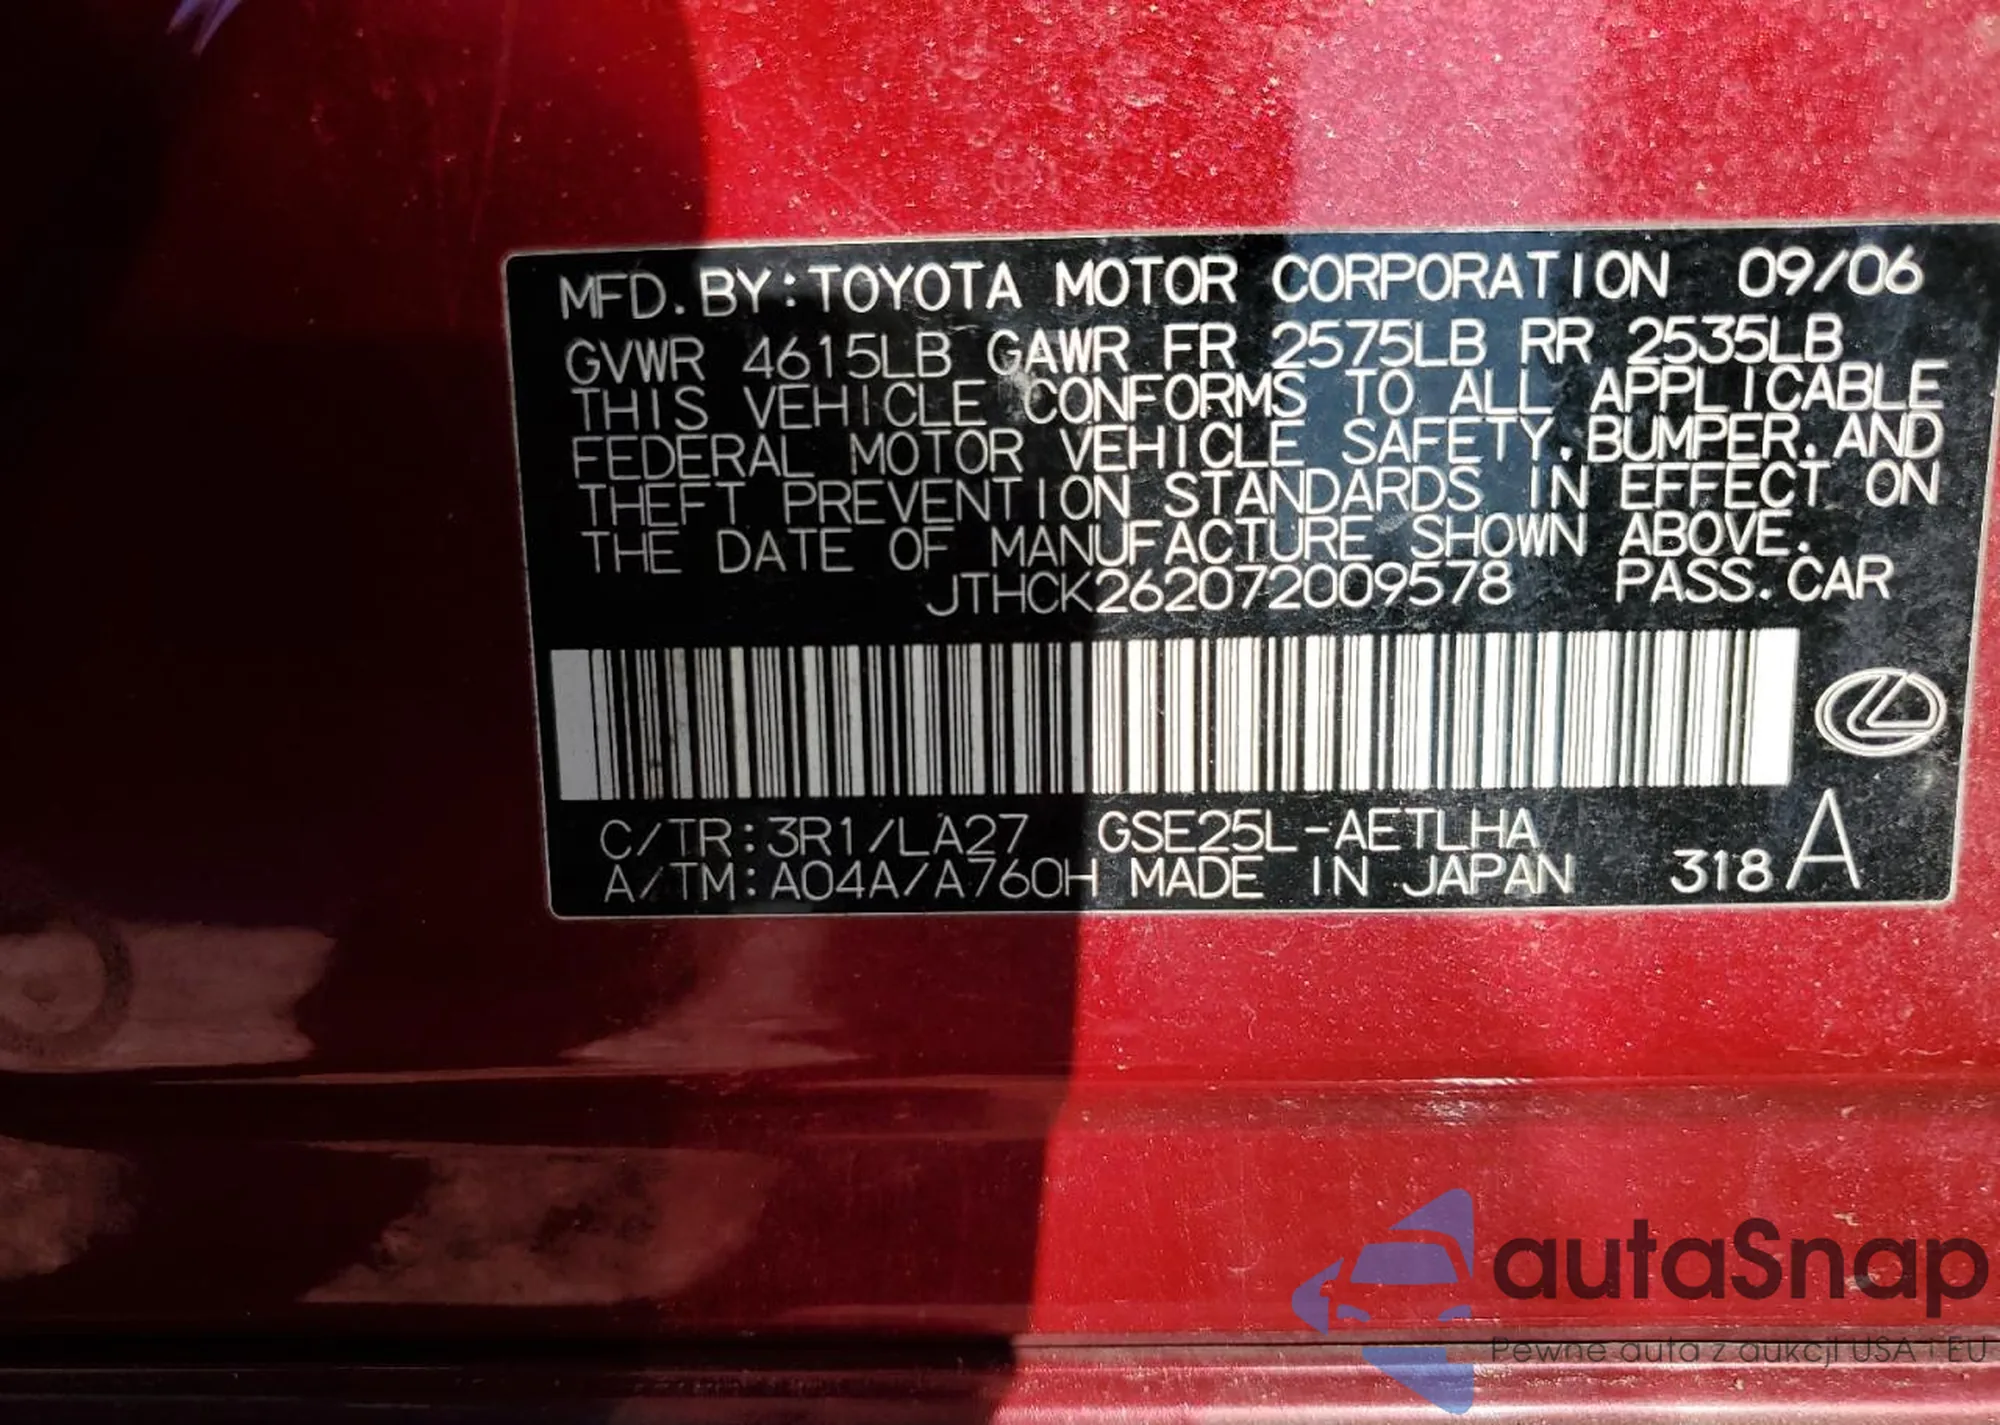 MFD. BY: TOYOTA MOTOR CORPORATION 09/06
GVWR 4615LB GAWR FR 2575LB RR 2535LB
THIS VEHICLE CONFORMS TO ALL APPLICABLE
FEDERAL MOTOR VEHICLE SAFETY, BUMPER, AND
THEFT PREVENTION STANDARDS IN EFFECT ON
THE DATE OF MANUFACTURE SHOWN ABOVE.
JTHCK262072009578 PASS. CAR
C/TR: 3R1/LA27 GSE25L-AETLHA
A/TM: A04A/A760H MADE IN JAPAN 318 A
autaSnap
Pewne auta z aukcji USA i EU